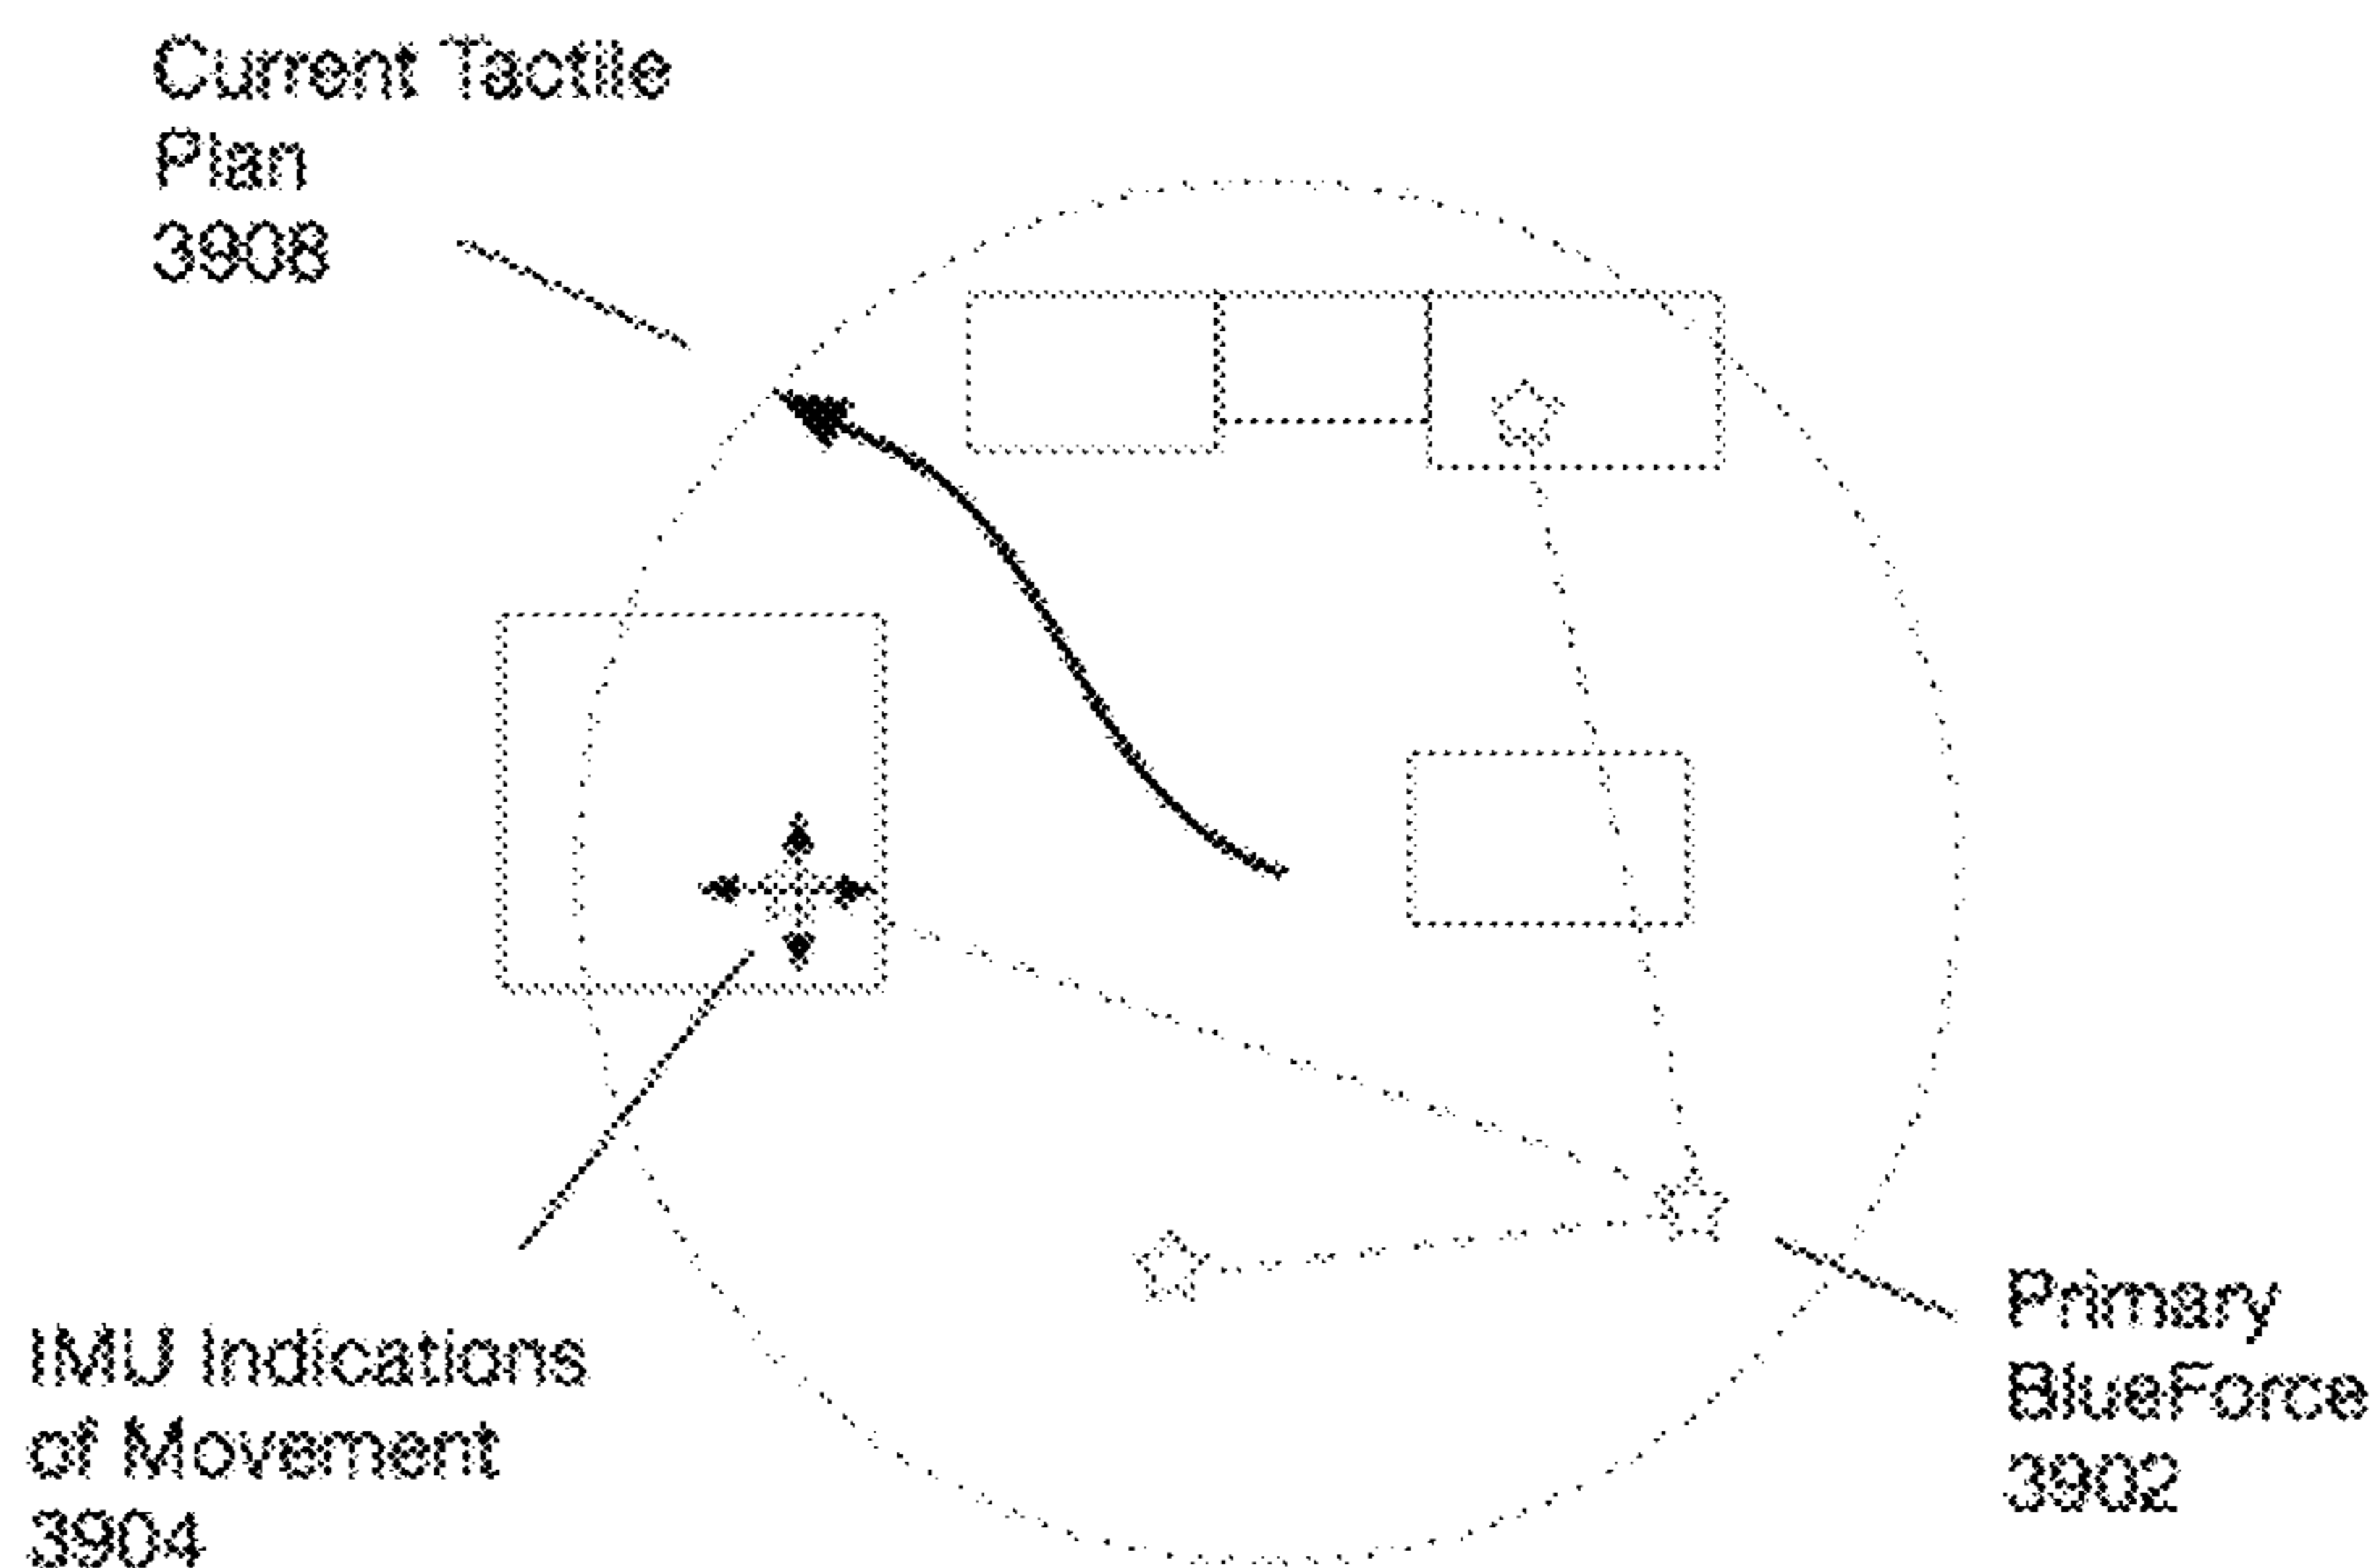 Current Tactile
Plan
3908
IMU Indications
of Movement
3904
Primary
BlueForce
3902